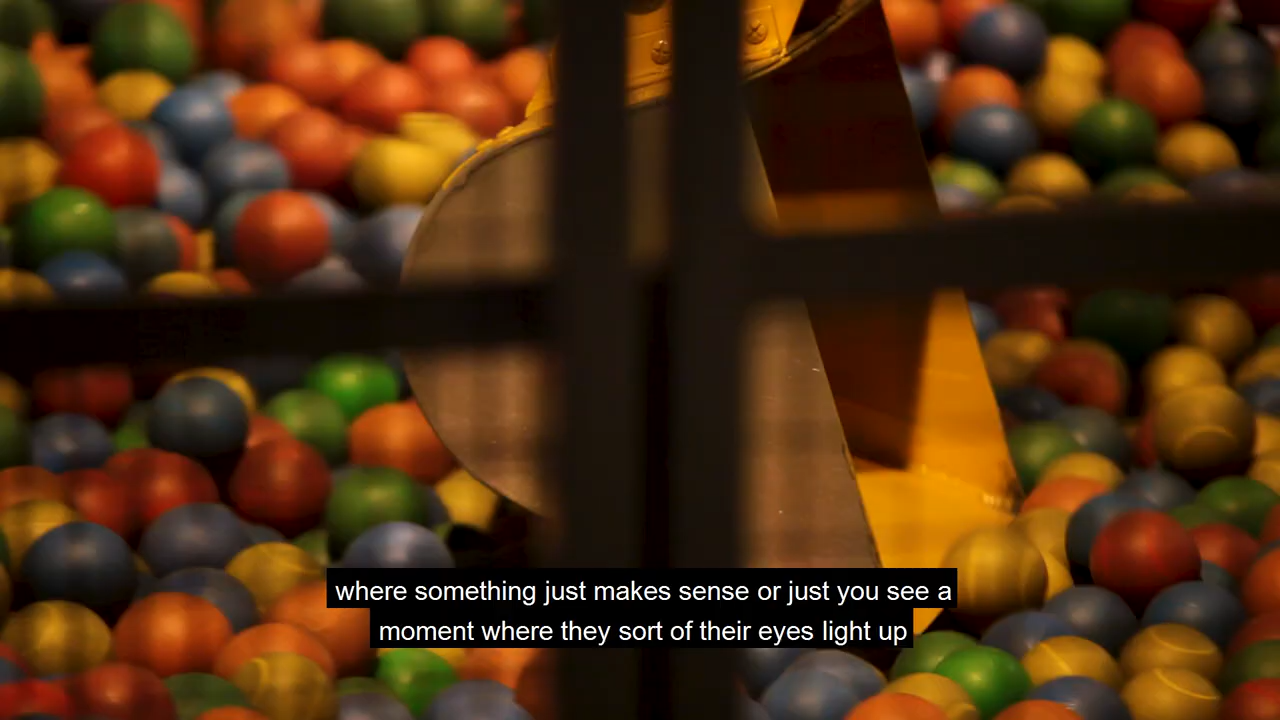 where something just makes sense or just you see a
moment where they sort of their eyes light up